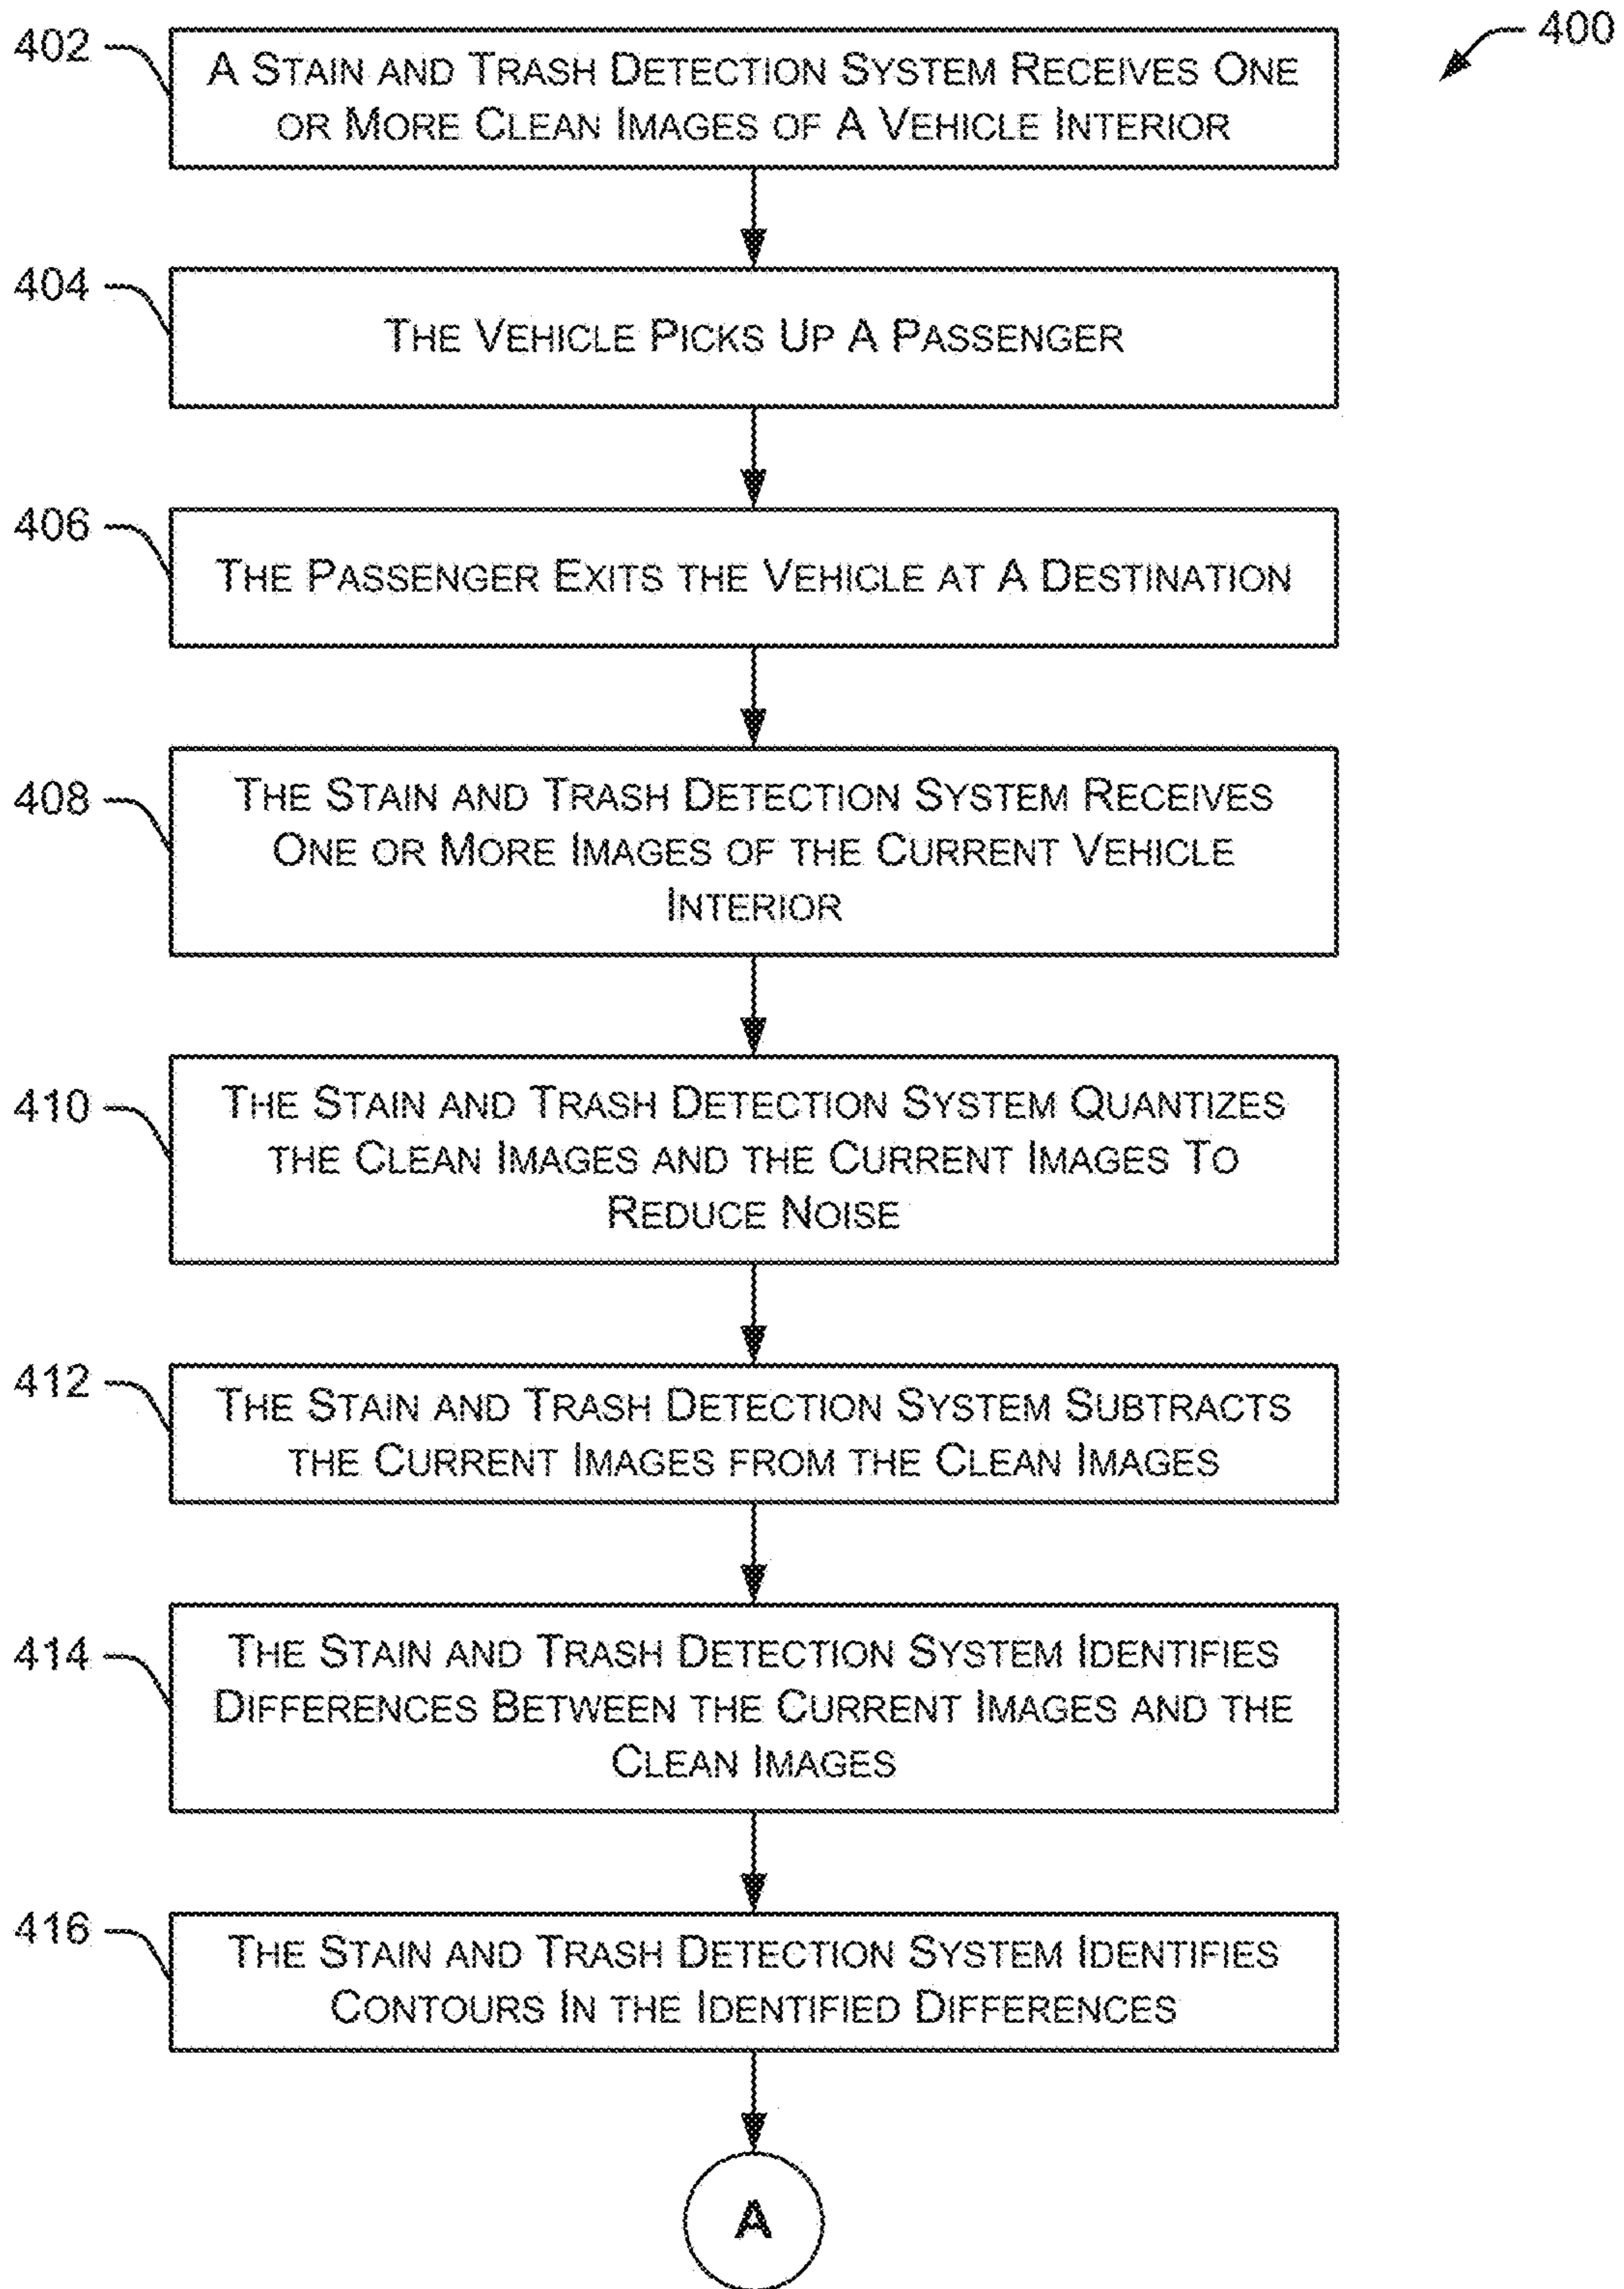 400
402
A STAIN AND TRASH DETECTION SYSTEM RECEIVES ONE
OR MORE CLEAN IMAGES OF A VEHICLE INTERIOR
404
THE VEHICLE PICKS UP A PASSENGER
406
THE PASSENGER EXITS THE VEHICLE AT A DESTINATION
408
THE STAIN AND TRASH DETECTION SYSTEM RECEIVES
ONE OR MORE IMAGES OF THE CURRENT VEHICLE
INTERIOR
410
THE STAIN AND TRASH DETECTION SYSTEM QUANTIZES
THE CLEAN IMAGES AND THE CURRENT IMAGES TO
REDUCE NOISE
412
THE STAIN AND TRASH DETECTION SYSTEM SUBTRACTS
THE CURRENT IMAGES FROM THE CLEAN IMAGES
414
THE STAIN AND TRASH DETECTION SYSTEM IDENTIFIES
DIFFERENCES BETWEEN THE CURRENT IMAGES AND THE
CLEAN IMAGES
416
THE STAIN AND TRASH DETECTION SYSTEM IDENTIFIES
CONTOURS IN THE IDENTIFIED DIFFERENCES
A